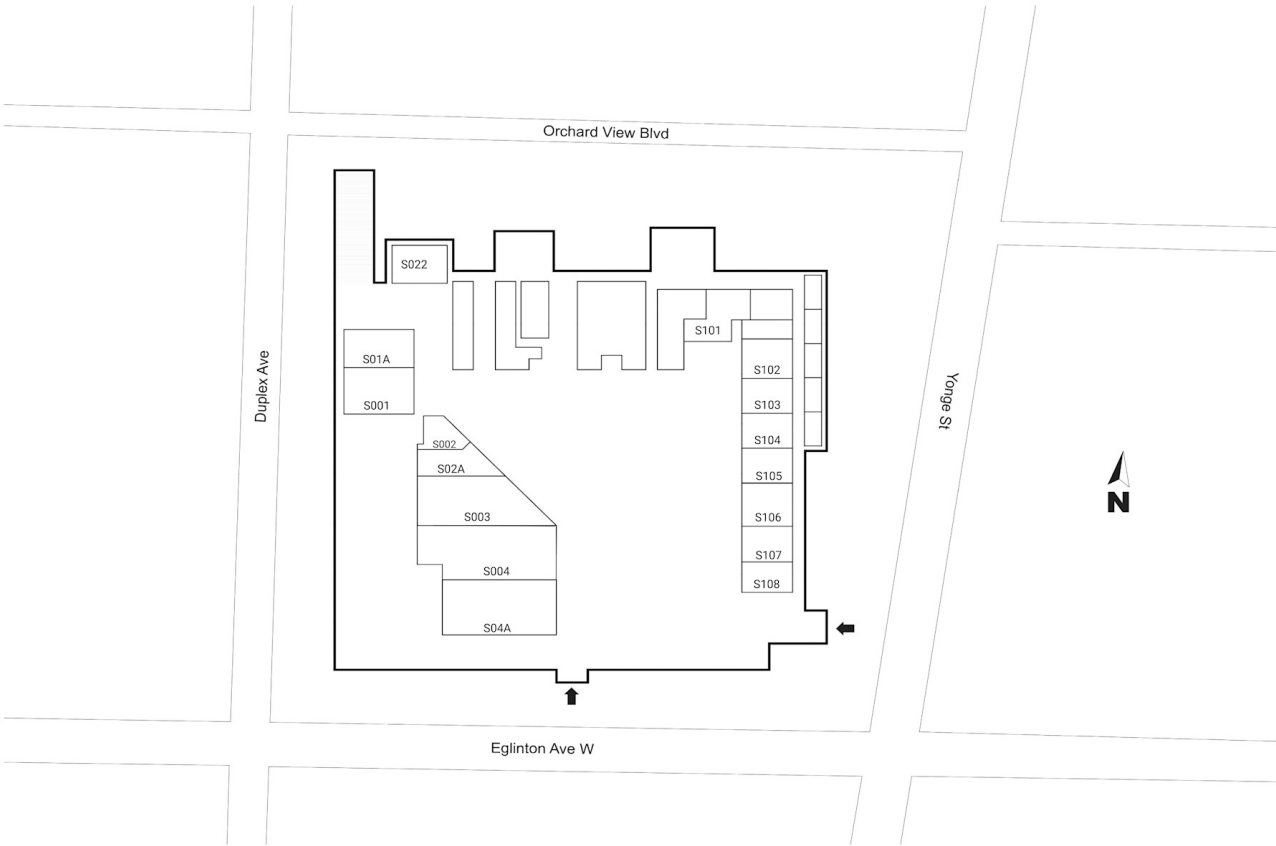 Orchard View Blvd
S022
S101
S01A
S102
Duplex Ave
S001
S103
Yonge St
S002
S104
S02A
S105
S003
S106
N
S004
S107
S108
S04A
Eglinton Ave W